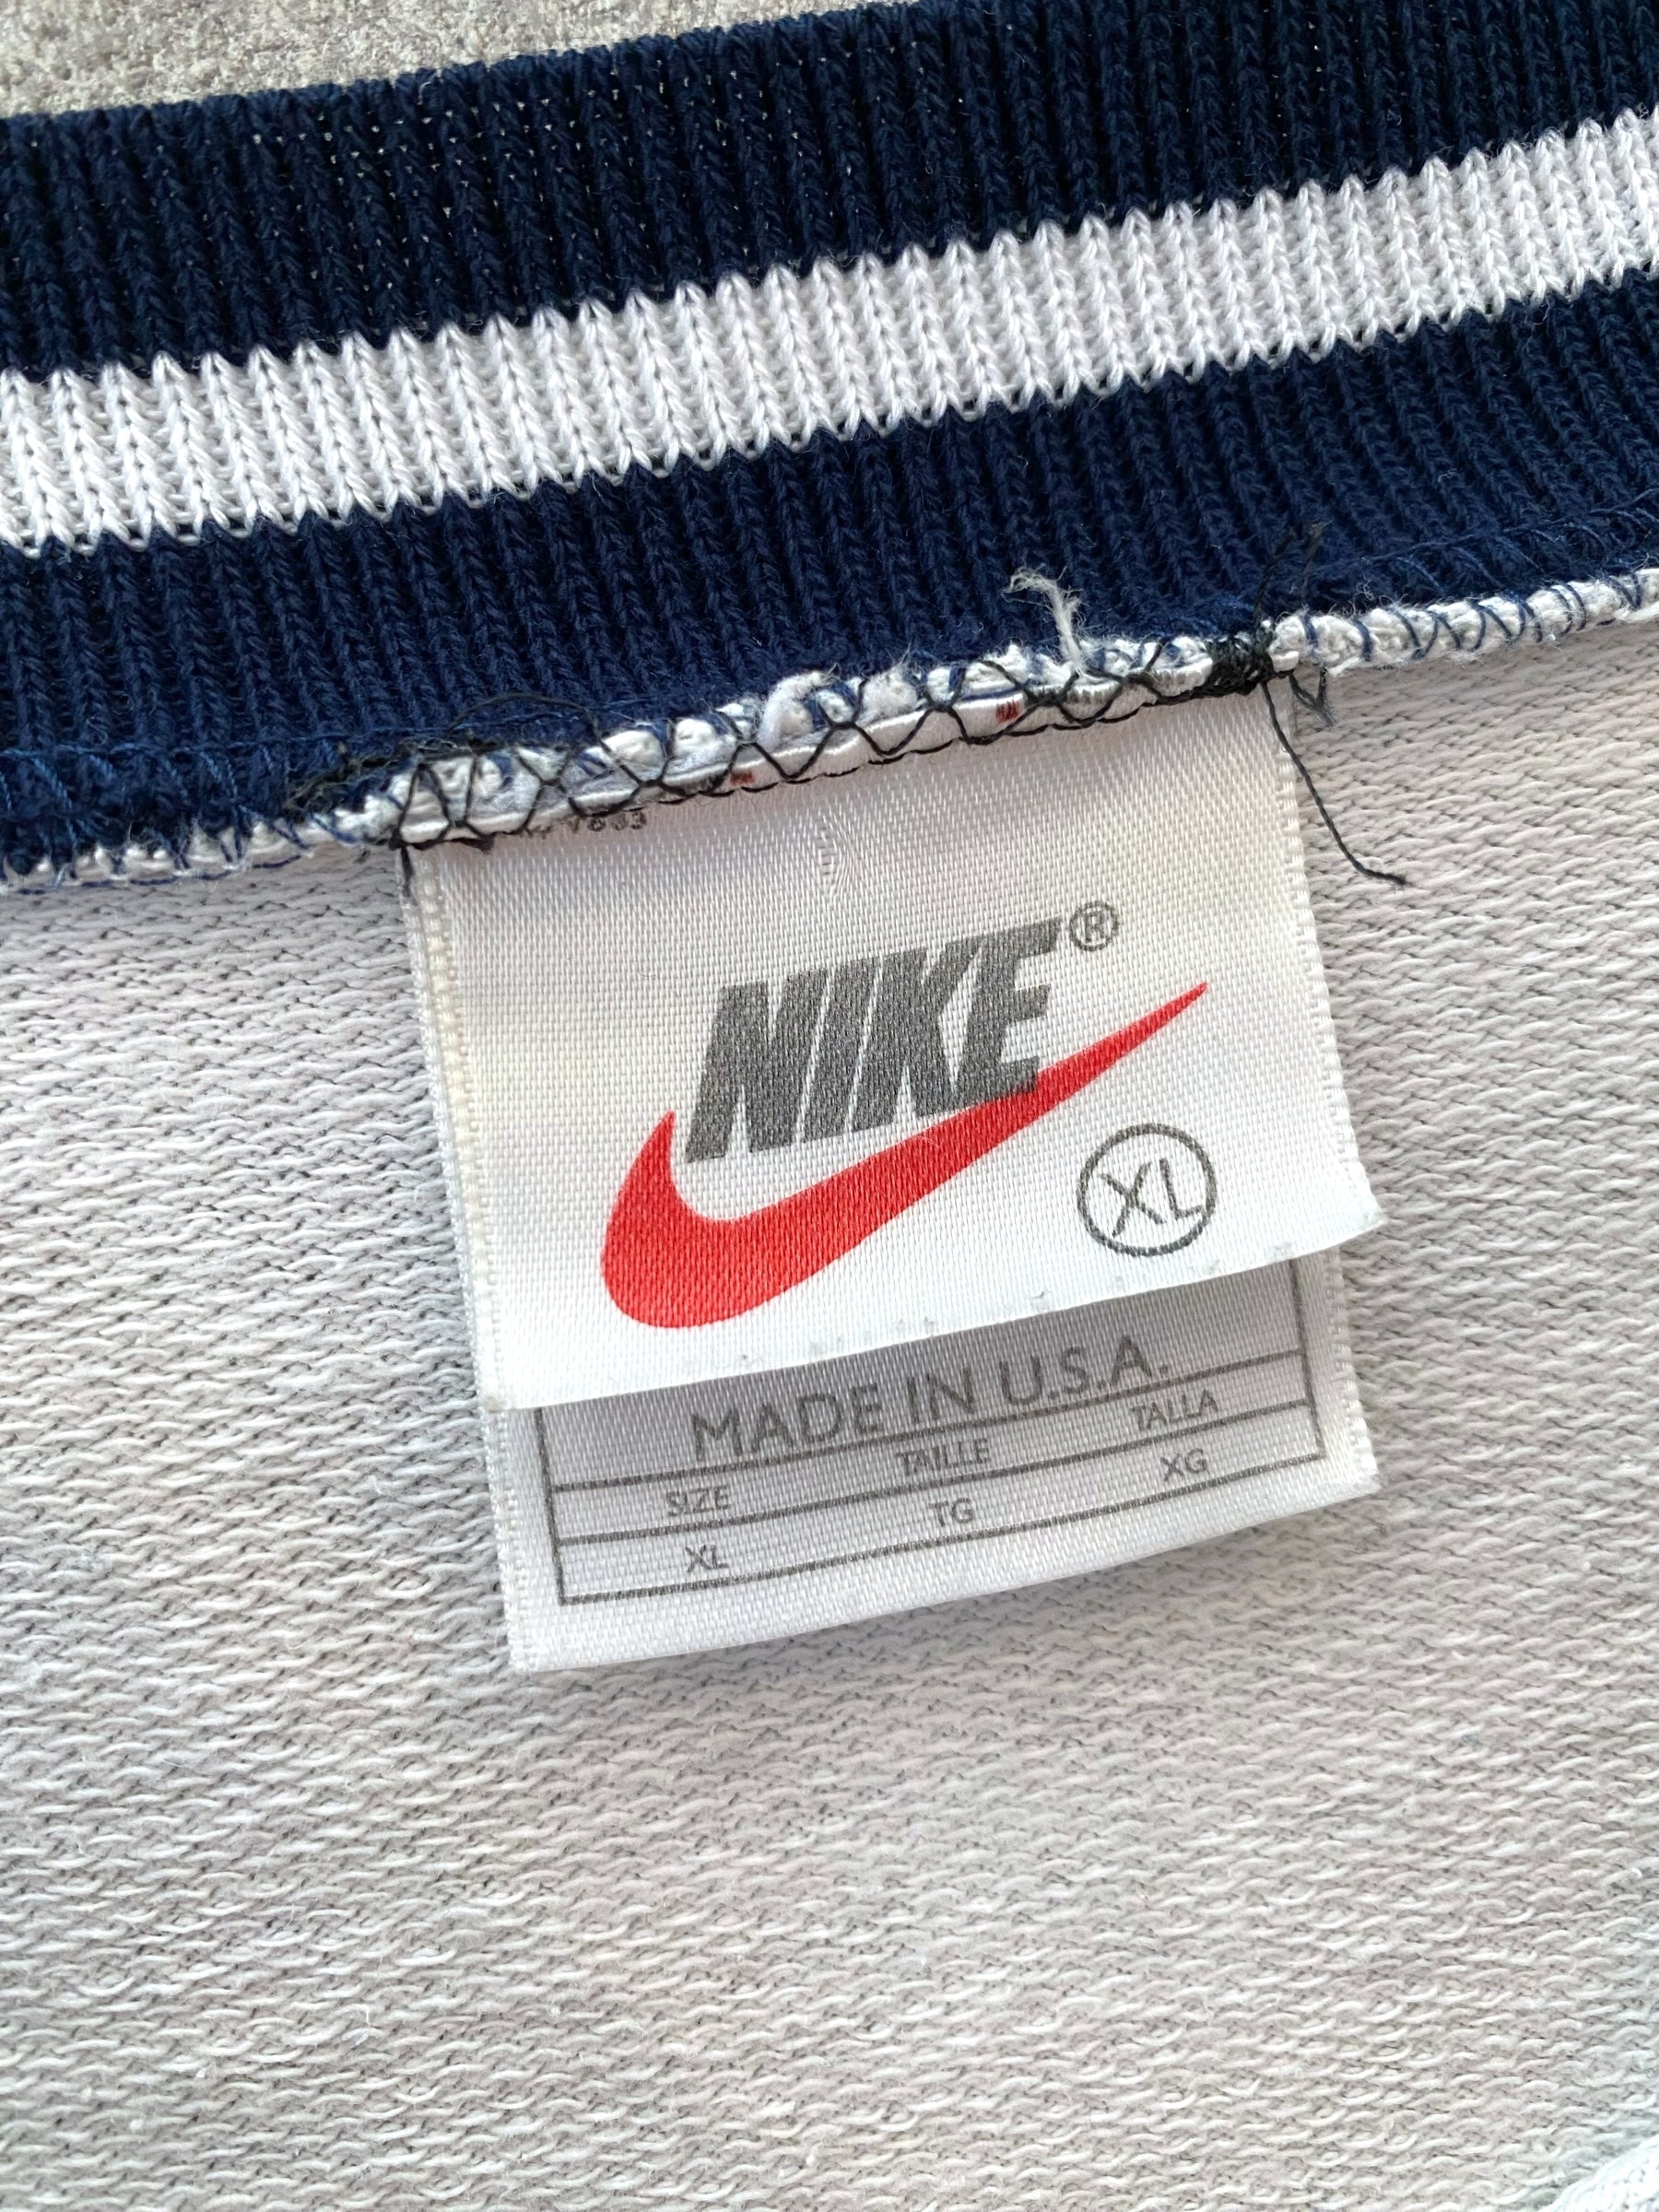 NIKE®
XL
MADE IN U.S.A.
SIZE TAILLE TALLA
XL TG XG